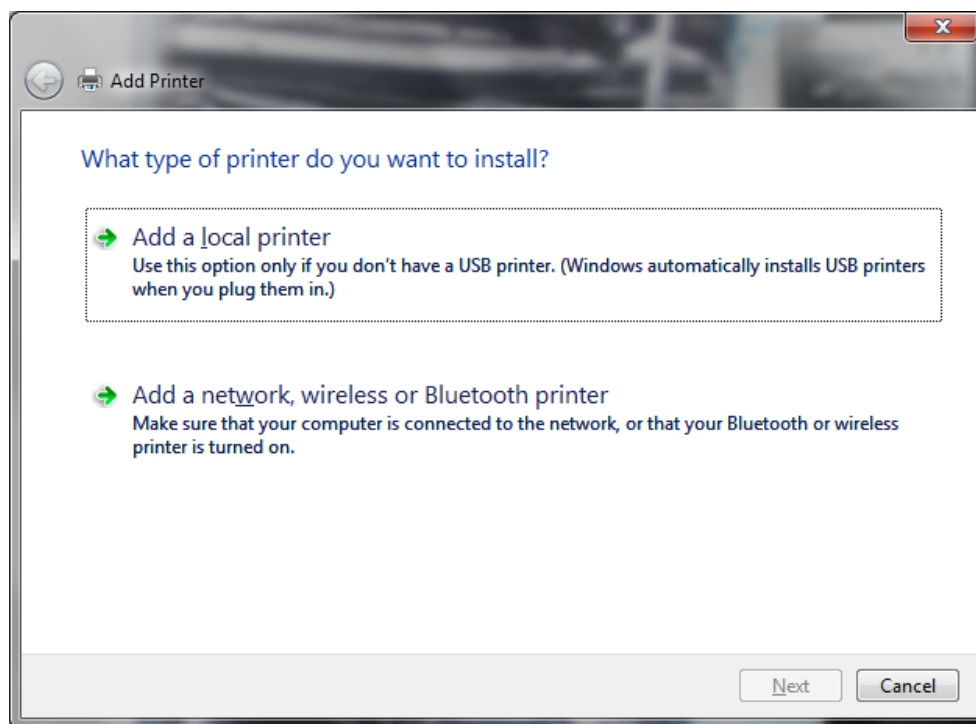 Add Printer
What type of printer do you want to install?
Add a local printer
Use this option only if you don't have a USB printer. (Windows automatically installs USB printers
when you plug them in.)
Add a network, wireless or Bluetooth printer
Make sure that your computer is connected to the network, or that your Bluetooth or wireless
printer is turned on.
Next
Cancel